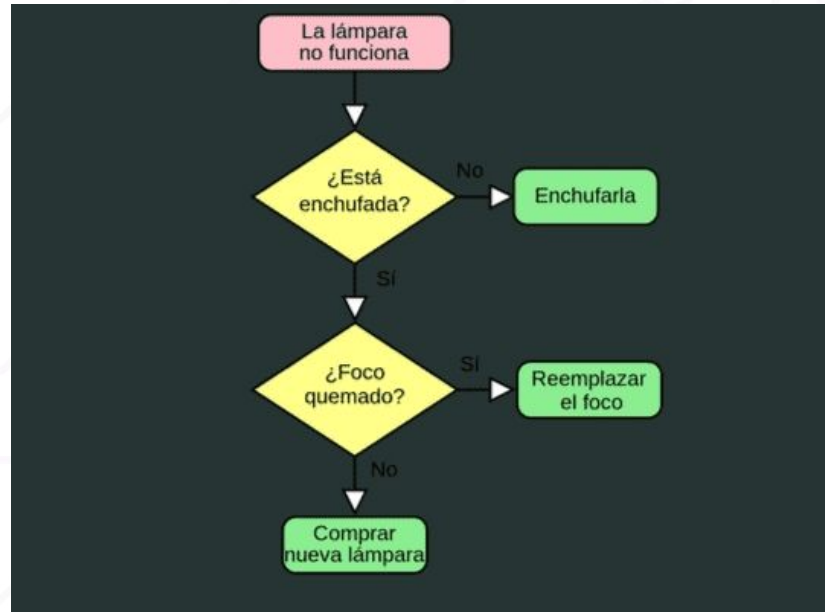 La lámpara
no funciona
¿Está
enchufada?
No
Enchufarla
Sí
¿Foco
quemado?
Sí
Reemplazar
el foco
No
Comprar
nueva lámpara